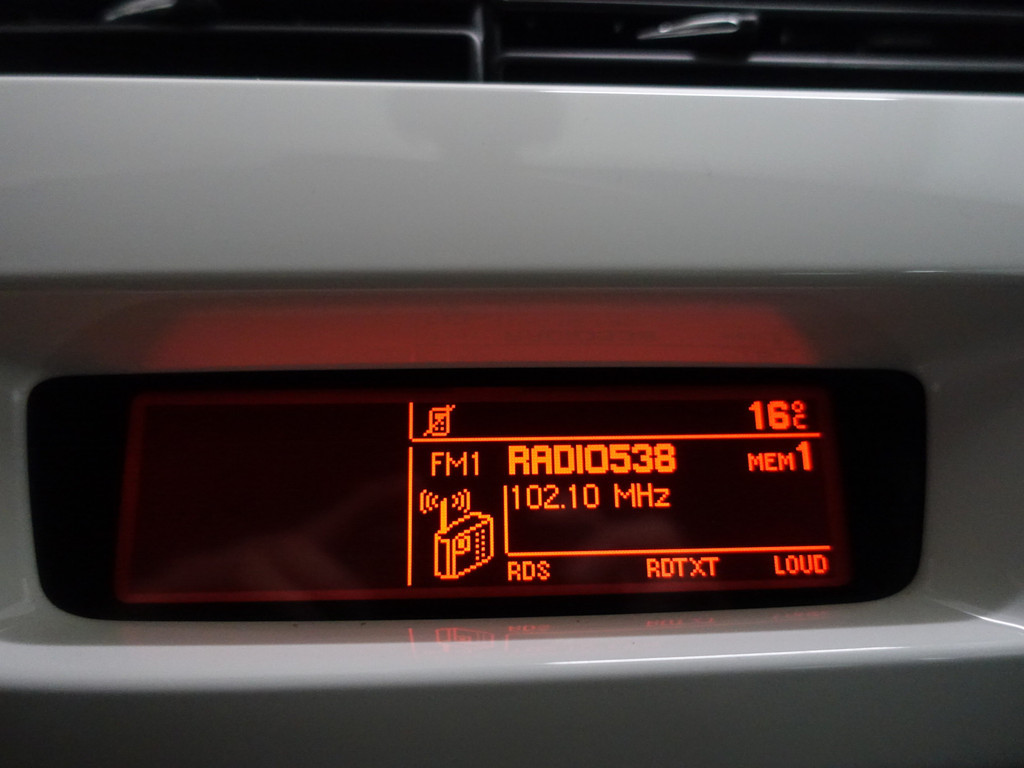 16°C
FM1 RADIO538 MEM1
102.10 MHz
RDS RDTXT LOUD